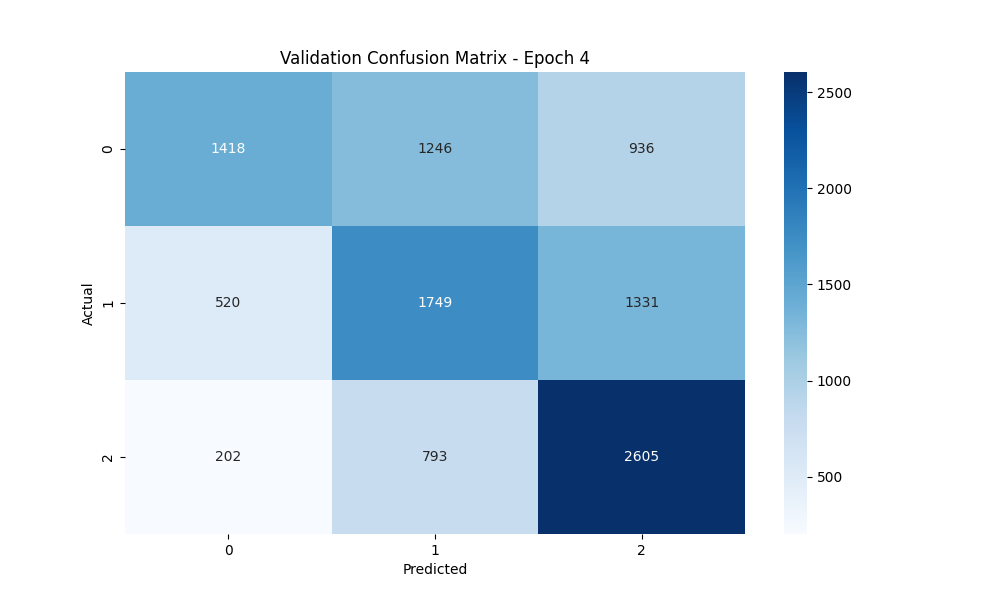 Validation Confusion Matrix - Epoch 4
0 1418 1246 936
1 520 1749 1331
2 202 793 2605
0 1 2
Actual
Predicted
2500
2000
1500
1000
500